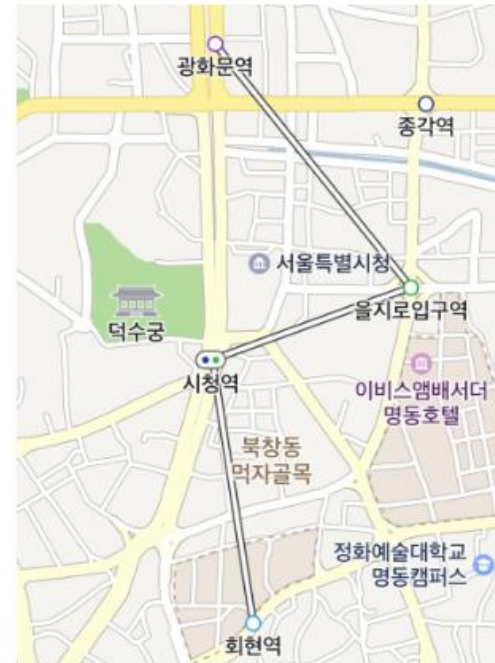 광화문역
종각역
서울특별시청
을지로입구역
덕수궁
시청역
이비스앰배서더
명동호텔
북창동
먹자골목
정화예술대학교
명동캠퍼스
회현역